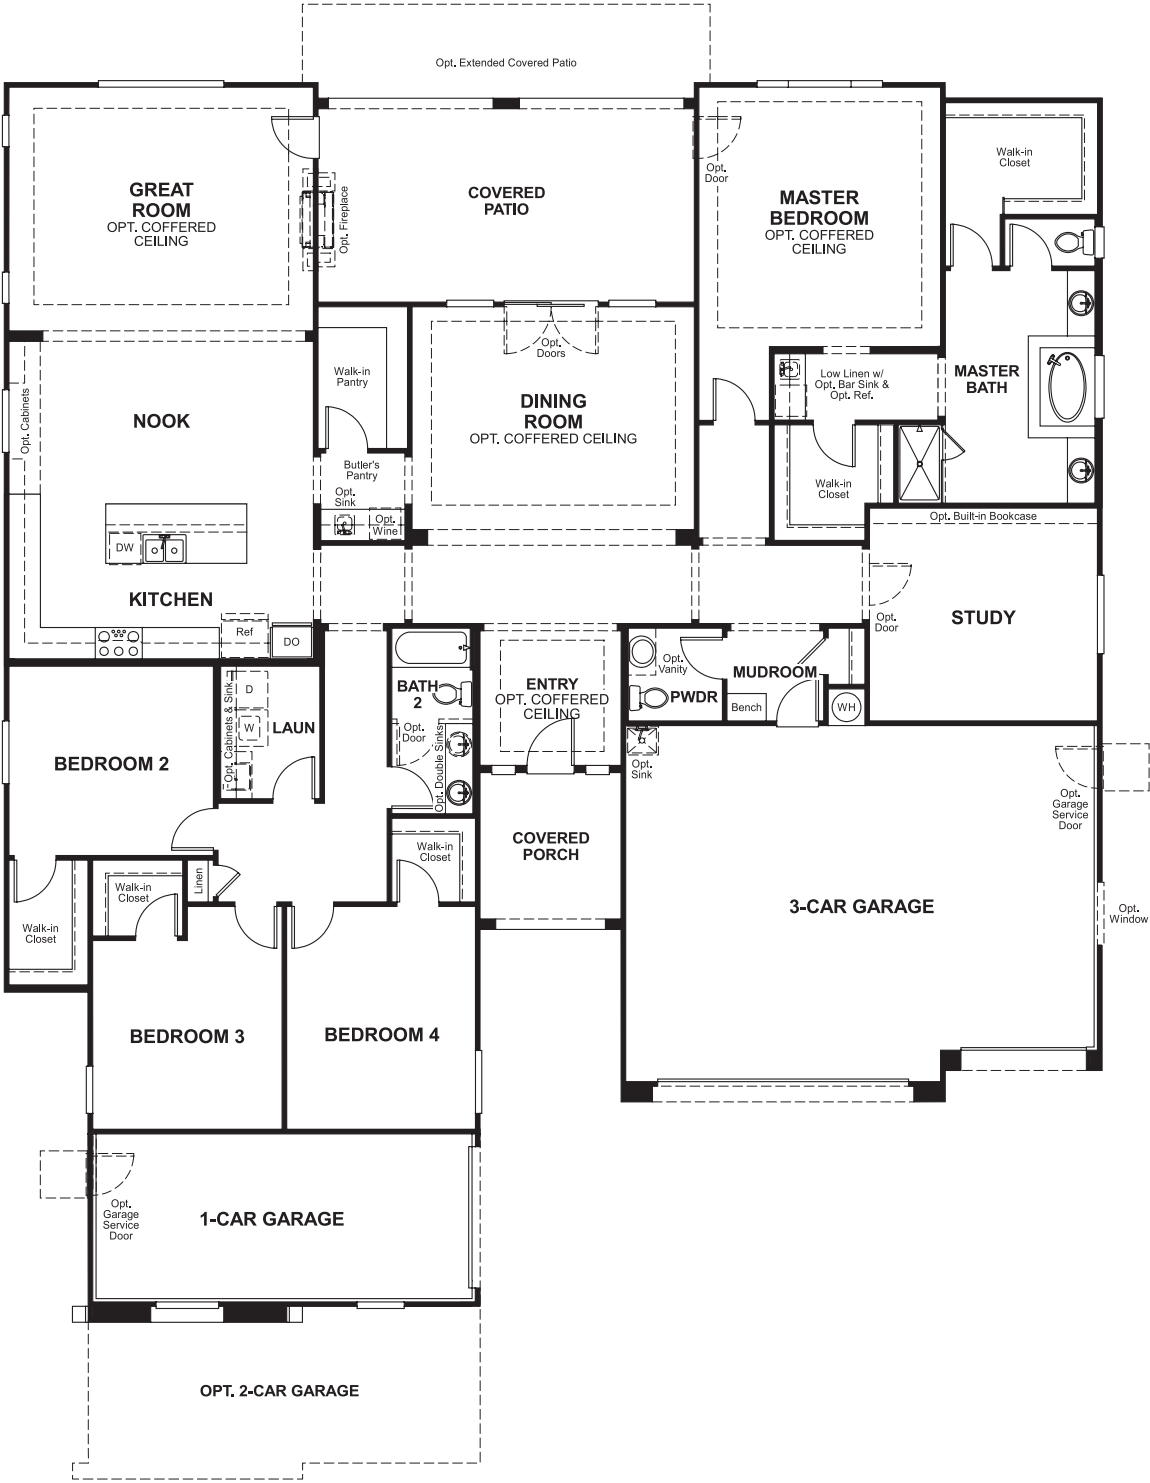 Opt. Extended Covered Patio
GREAT
ROOM
OPT. COFFERED
CEILING
Opt. Fireplace
COVERED
PATIO
Opt.
Door
MASTER
BEDROOM
OPT. COFFERED
CEILING
Walk-in
Closet
Opt.
Doors
Walk-in
Pantry
DINING
ROOM
OPT. COFFERED CEILING
Low Linen w/
Opt. Bar Sink &
Opt. Ref.
MASTER
BATH
Opt. Cabinets
NOOK
Butler's
Pantry
Opt.
Sink
Opt.
Wine
Walk-in
Closet
Opt. Built-in Bookcase
DW
KITCHEN
Ref
DO
Opt.
Door
STUDY
Opt. Cabinets & Sink
D
W
LAUN
BATH
2
Opt.
Door
Opt. Double Sinks
ENTRY
OPT. COFFERED
CEILING
Opt.
Vanity
PWDR
MUDROOM
Bench
WH
BEDROOM 2
Opt.
Sink
Opt.
Garage
Service
Door
COVERED
PORCH
Walk-in
Closet
Linen
Walk-in
Closet
Walk-in
Closet
3-CAR GARAGE
Opt.
Window
BEDROOM 3
BEDROOM 4
Opt.
Garage
Service
Door
1-CAR GARAGE
OPT. 2-CAR GARAGE